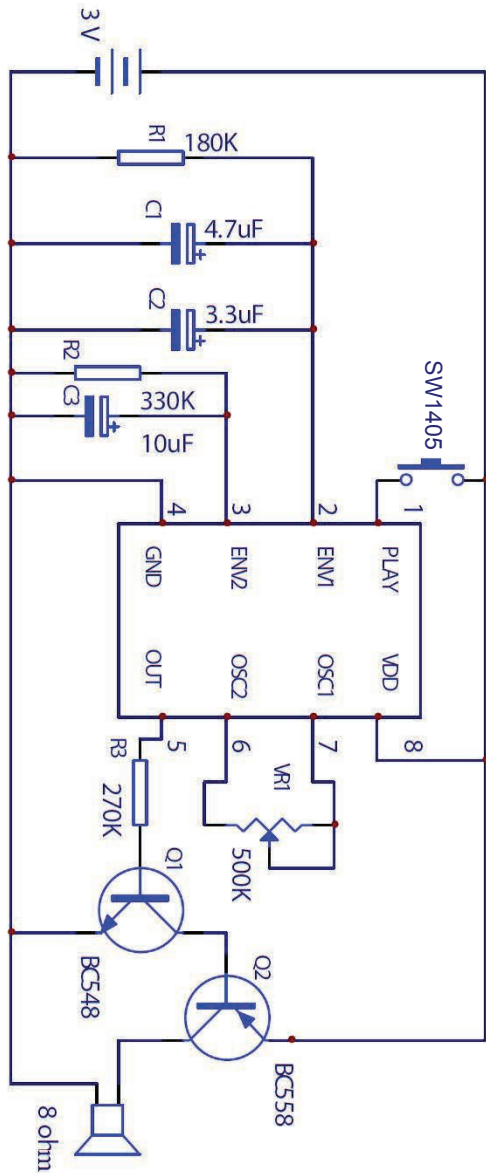 3 V
R1
180K
C1
4.7uF
C2
3.3uF
R2
330K
C3
10uF
SW1405
4
3
2
1
GND
ENV2
ENV1
PLAY
OUT
OSC2
OSC1
VDD
5
6
7
8
R3
270K
VR1
500K
Q1
BC548
Q2
BC558
8 ohm